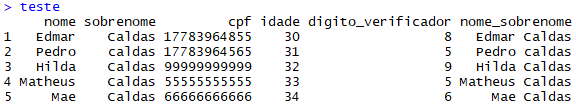 > teste
nome sobrenome cpf idade digito_verificador nome_sobrenome
1 Edmar Caldas 17783964855 30 8 Edmar Caldas
2 Pedro Caldas 17783964565 31 5 Pedro Caldas
3 Hilda Caldas 99999999999 32 9 Hilda Caldas
4 Matheus Caldas 55555555555 33 5 Matheus Caldas
5 Mae Caldas 66666666666 34 6 Mae Caldas